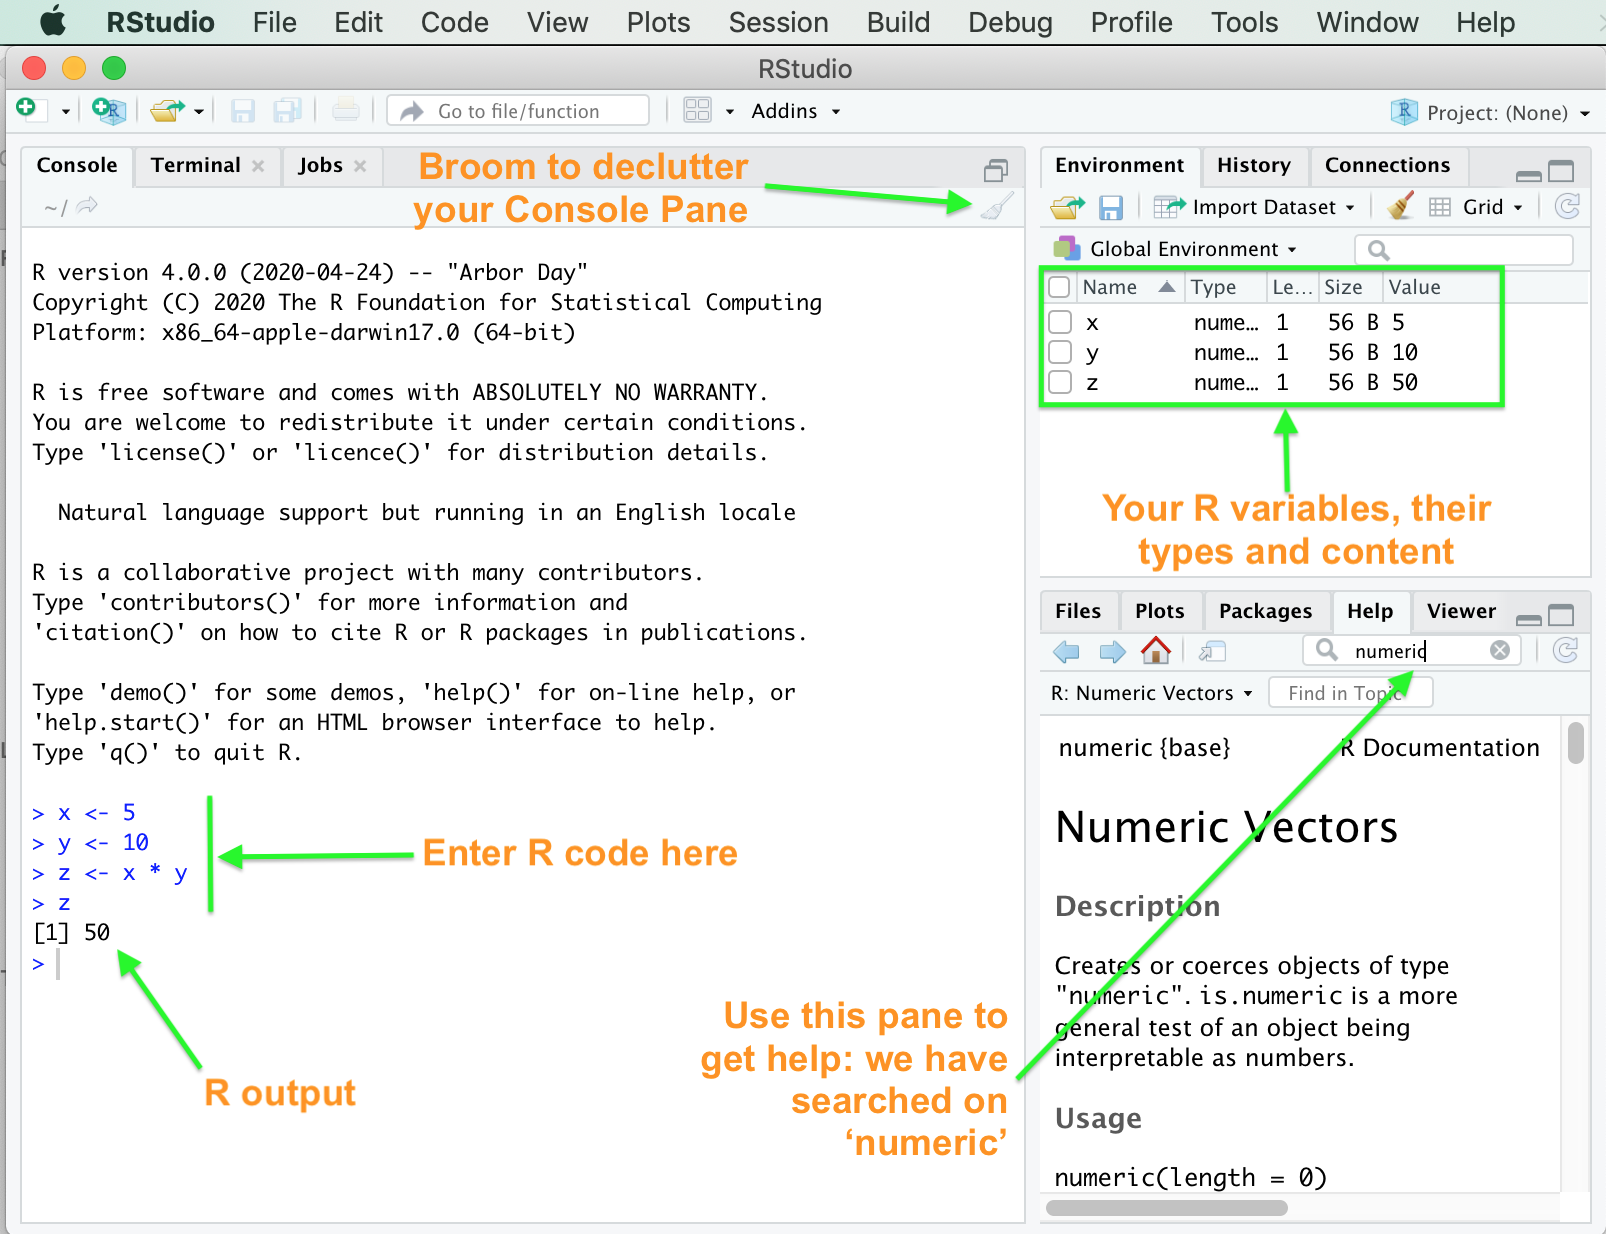 RStudio File Edit Code View Plots Session Build Debug Profile Tools Window Help
RStudio
Go to file/function Addins Project: (None)
Console Terminal Jobs
~/
Broom to declutter
your Console Pane
R version 4.0.0 (2020-04-24) -- "Arbor Day"
Copyright (C) 2020 The R Foundation for Statistical Computing
Platform: x86_64-apple-darwin17.0 (64-bit)
R is free software and comes with ABSOLUTELY NO WARRANTY.
You are welcome to redistribute it under certain conditions.
Type 'license()' or 'licence()' for distribution details.
Natural language support but running in an English locale
R is a collaborative project with many contributors.
Type 'contributors()' for more information and
'citation()' on how to cite R or R packages in publications.
Type 'demo()' for some demos, 'help()' for on-line help, or
'help.start()' for an HTML browser interface to help.
Type 'q()' to quit R.
> x <- 5
> y <- 10
> z <- x * y
> z
[1] 50
>
Enter R code here
R output
Environment History Connections
Import Dataset Grid
Global Environment
Name Type Le... Size Value
x nume... 1 56 B 5
y nume... 1 56 B 10
z nume... 1 56 B 50
Your R variables, their
types and content
Files Plots Packages Help Viewer
numeric
R: Numeric Vectors Find in Topic
numeric {base} R Documentation
Numeric Vectors
Description
Creates or coerces objects of type
"numeric". is.numeric is a more
general test of an object being
interpretable as numbers.
Usage
numeric(length = 0)
Use this pane to
get help: we have
searched on
‘numeric’